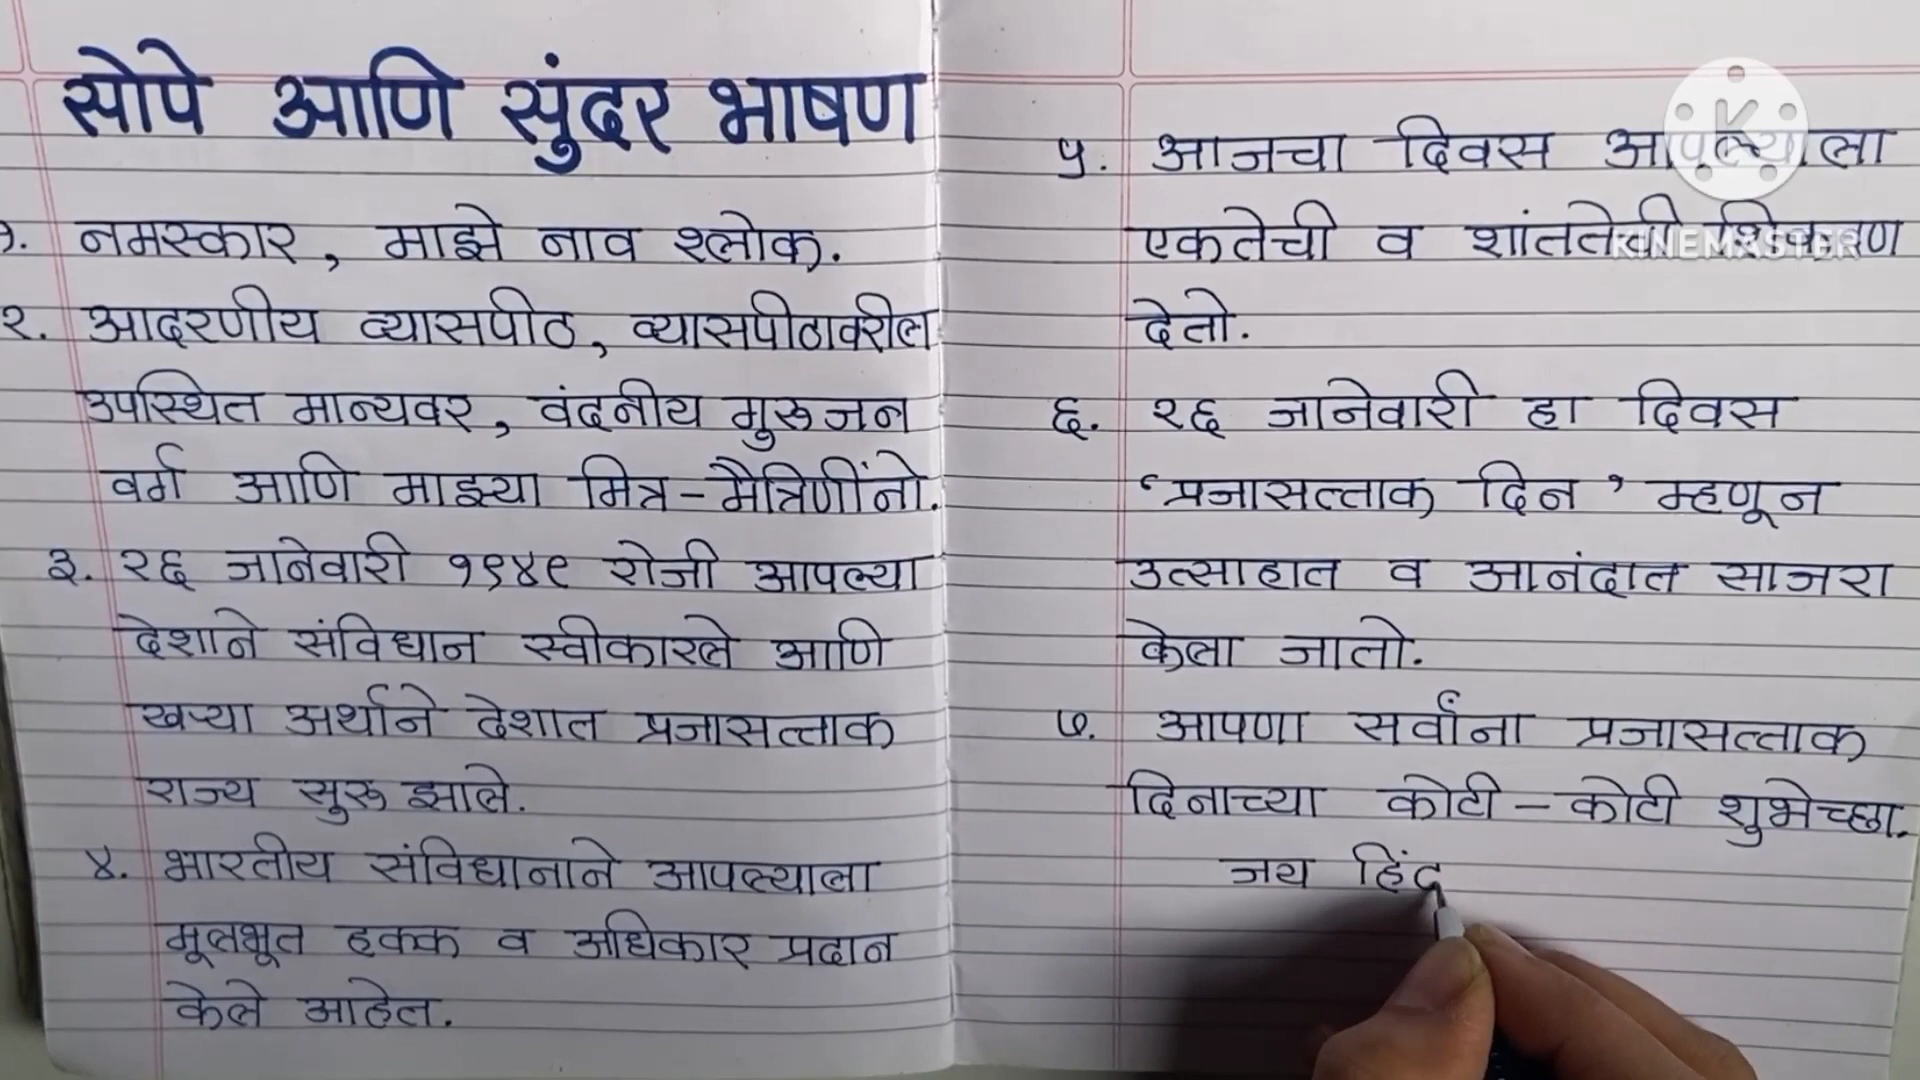 सोपे आणि सुंदर भाषण
१. नमस्कार, माझे नाव श्लोक.
२. आदरणीय व्यासपीठ, व्यासपीठावरील
उपस्थित मान्यवर, वंदनीय गुरुजन
वर्ग आणि माझ्या मित्र-मैत्रिणींनो.
३. २६ जानेवारी १९४९ रोजी आपल्या
देशाने संविधान स्वीकारले आणि
खऱ्या अर्थाने देशात प्रजासत्ताक
राज्य सुरु झाले.
४. भारतीय संविधानाने आपल्याला
मूलभूत हक्क व अधिकार प्रदान
केले आहेत.
५. आजचा दिवस आपल्याला
एकतेची व शांततेची शिकवण
देतो.
६. २६ जानेवारी हा दिवस
'प्रजासत्ताक दिन' म्हणून
उत्साहात व आनंदात साजरा
केला जातो.
७. आपणा सर्वांना प्रजासत्ताक
दिनाच्या कोटी-कोटी शुभेच्छा.
जय हिंद
K
KINEMASTER